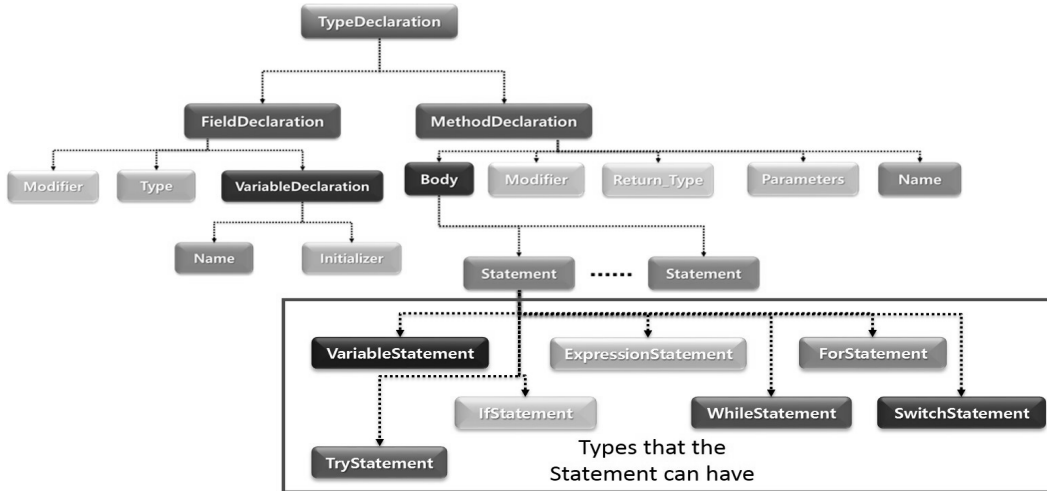 TypeDeclaration
FieldDeclaration
MethodDeclaration
Modifier
Type
VariableDeclaration
Body
Modifier
Return_Type
Parameters
Name
Name
Initializer
Statement
......
Statement
VariableStatement
ExpressionStatement
ForStatement
IfStatement
WhileStatement
SwitchStatement
TryStatement
Types that the
Statement can have